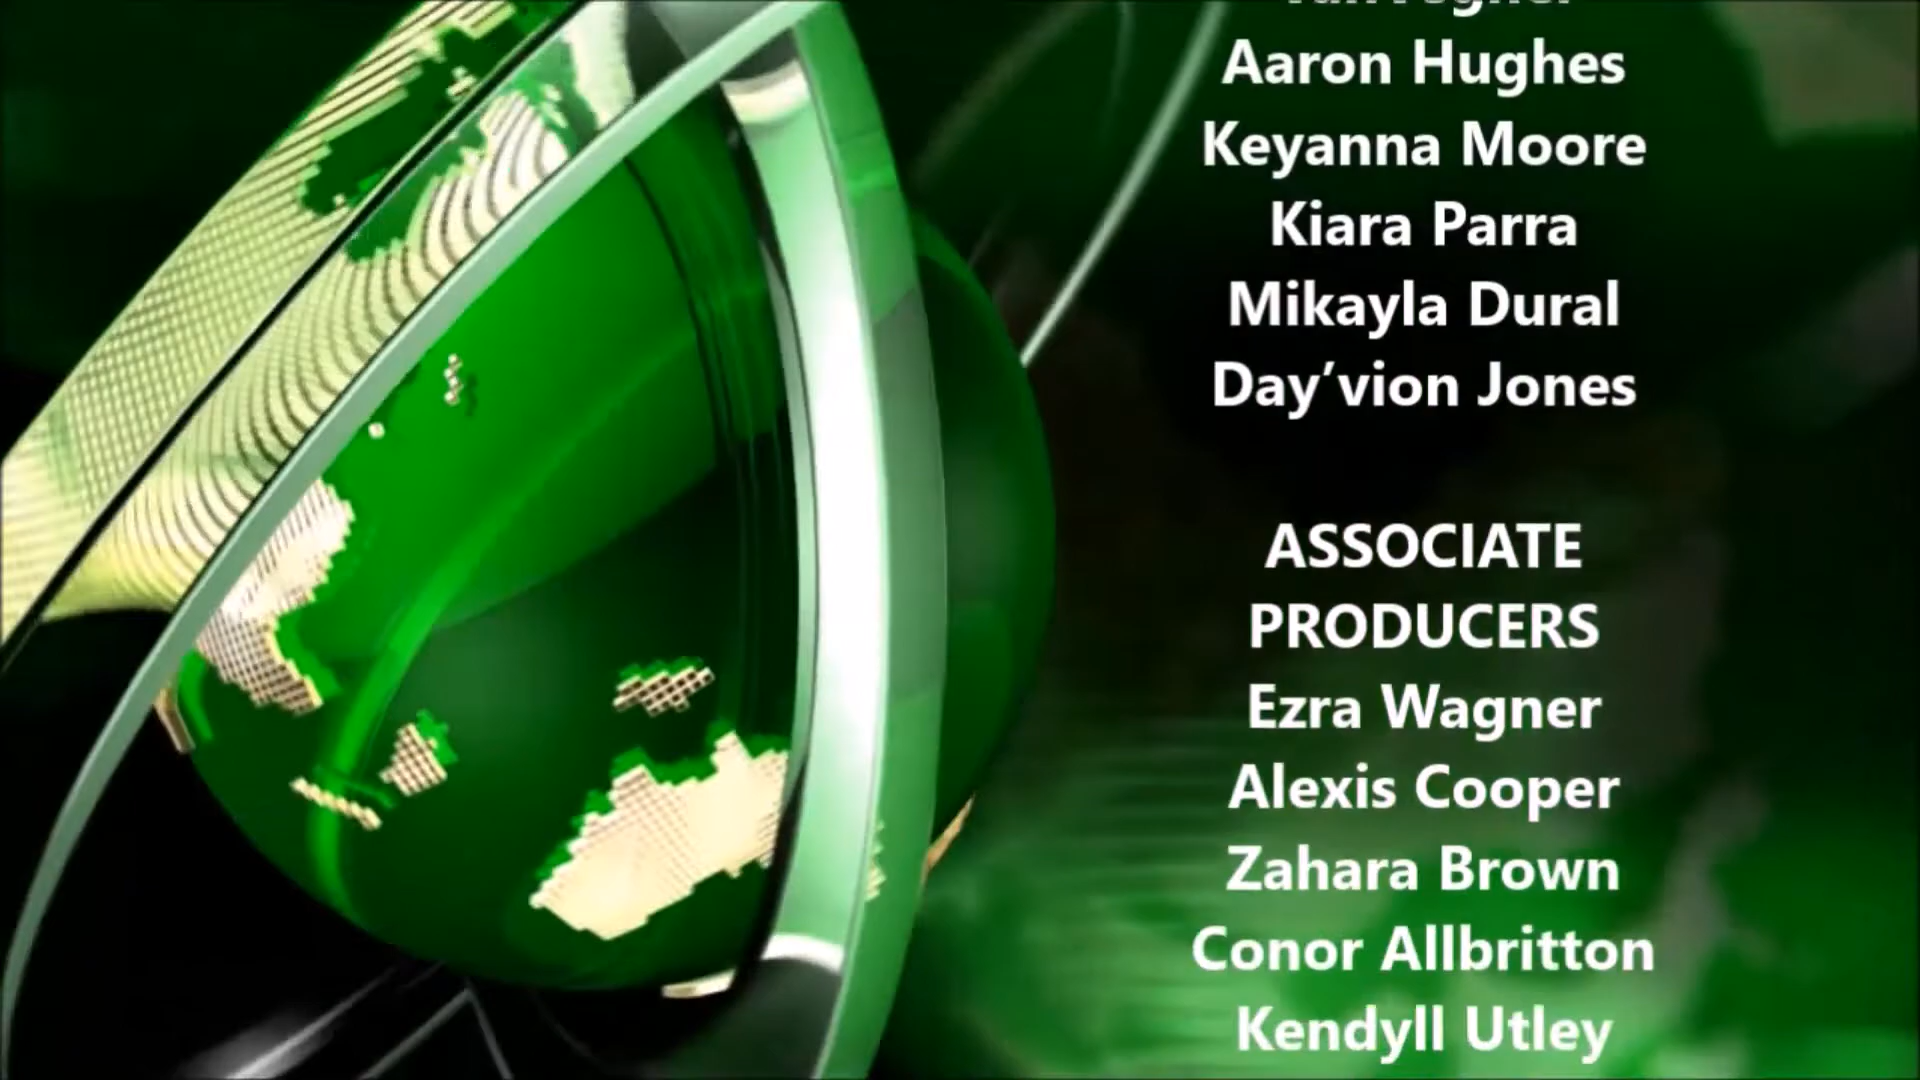 Aaron Hughes
Keyanna Moore
Kiara Parra
Mikayla Dural
Day’vion Jones
ASSOCIATE
PRODUCERS
Ezra Wagner
Alexis Cooper
Zahara Brown
Conor Allbritton
Kendyll Utley